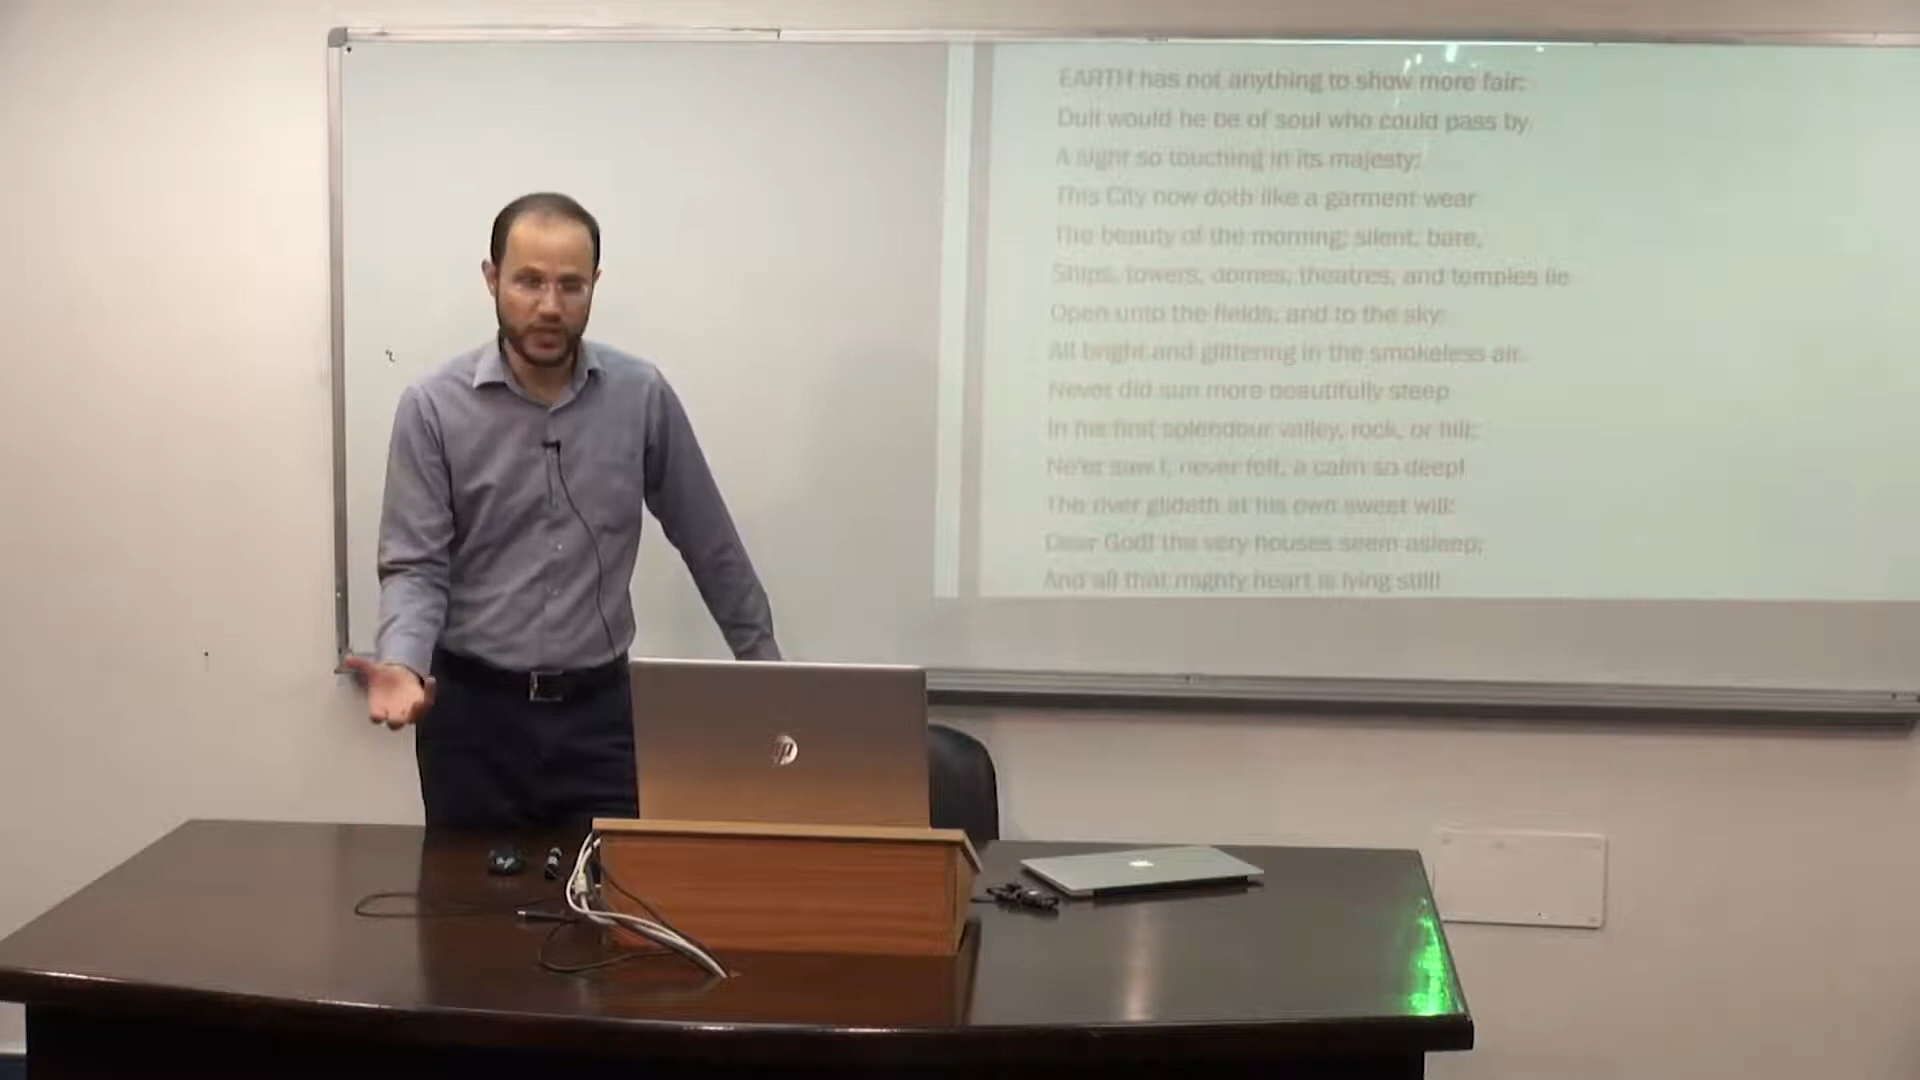 EARTH has not anything to show more fair:
Dull would he be of soul who could pass by
A sight so touching in its majesty:
This City now doth like a garment wear
The beauty of the morning; silent, bare,
Ships, towers, domes, theatres, and temples lie
Open unto the fields, and to the sky;
All bright and glittering in the smokeless air.
Never did sun more beautifully steep
In his first splendour valley, rock, or hill;
Ne'er saw I, never felt, a calm so deep!
The river glideth at his own sweet will:
Dear God! the very houses seem asleep;
And all that mighty heart is lying still!
hp